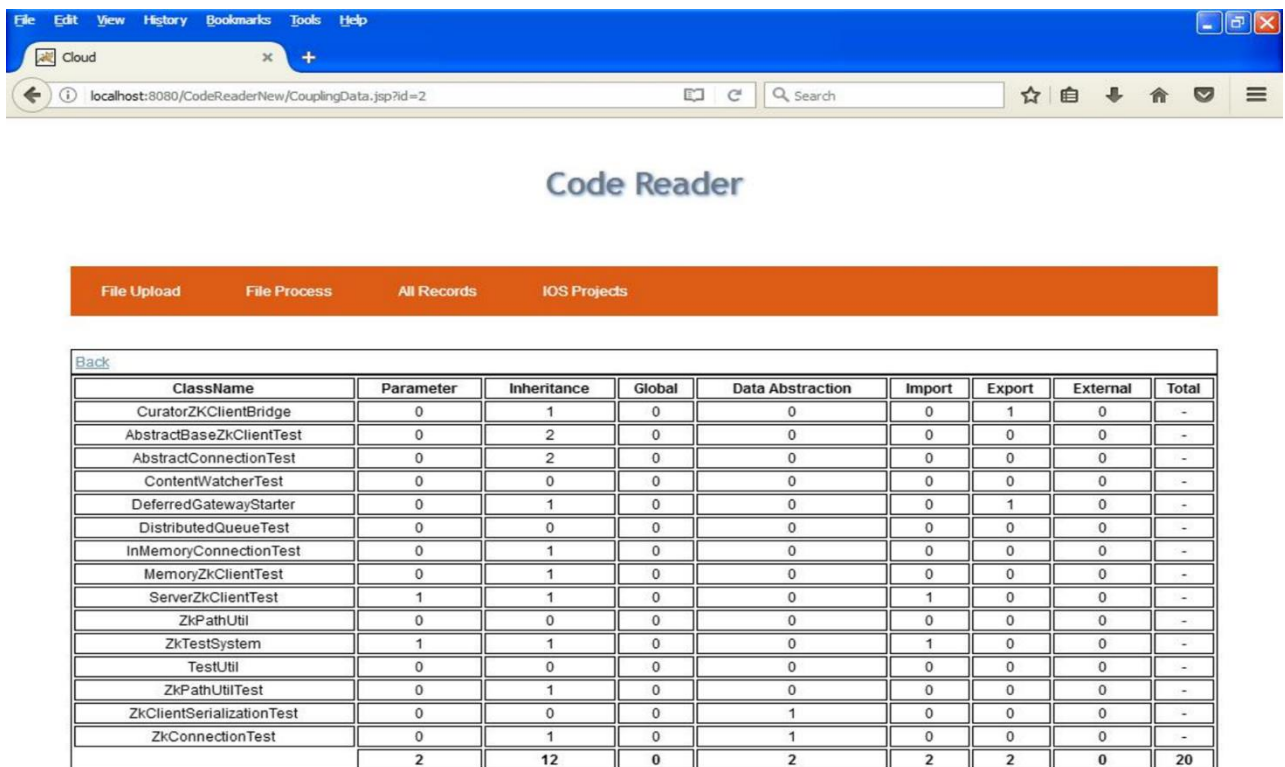 File Edit View History Bookmarks Tools Help
Cloud
localhost:8080/CodeReaderNew/CouplingData.jsp?id=2 Search
Code Reader
File Upload File Process All Records IOS Projects
Back
ClassName Parameter Inheritance Global Data Abstraction Import Export External Total
CuratorZKClientBridge 0 1 0 0 0 1 0 -
AbstractBaseZkClientTest 0 2 0 0 0 0 0 -
AbstractConnectionTest 0 2 0 0 0 0 0 -
ContentWatcherTest 0 0 0 0 0 0 0 -
DeferredGatewayStarter 0 1 0 0 0 1 0 -
DistributedQueueTest 0 0 0 0 0 0 0 -
InMemoryConnectionTest 0 1 0 0 0 0 0 -
MemoryZkClientTest 0 1 0 0 0 0 0 -
ServerZkClientTest 1 1 0 0 1 0 0 -
ZkPathUtil 0 0 0 0 0 0 0 -
ZkTestSystem 1 1 0 0 1 0 0 -
TestUtil 0 0 0 0 0 0 0 -
ZkPathUtilTest 0 1 0 0 0 0 0 -
ZkClientSerializationTest 0 0 0 1 0 0 0 -
ZkConnectionTest 0 1 0 1 0 0 0 -
2 12 0 2 2 2 0 20